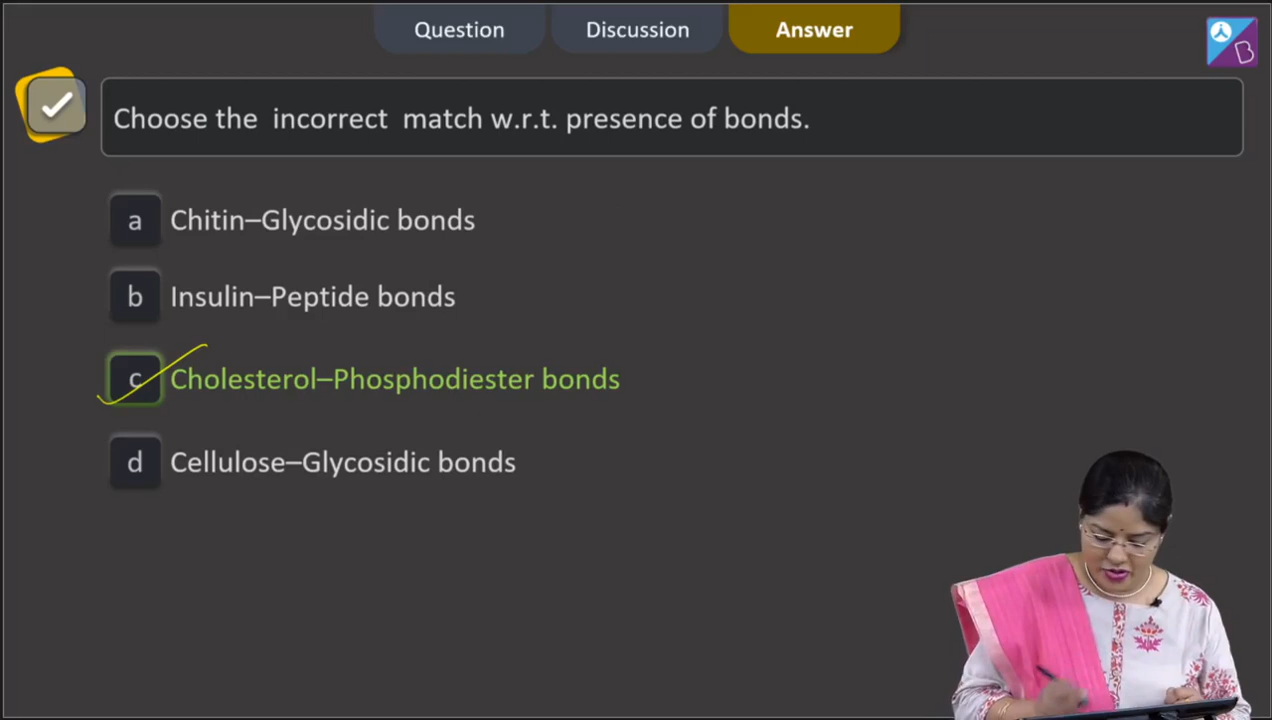 Question Discussion Answer
B
Choose the incorrect match w.r.t. presence of bonds.
a Chitin–Glycosidic bonds
b Insulin–Peptide bonds
c Cholesterol–Phosphodiester bonds
d Cellulose–Glycosidic bonds